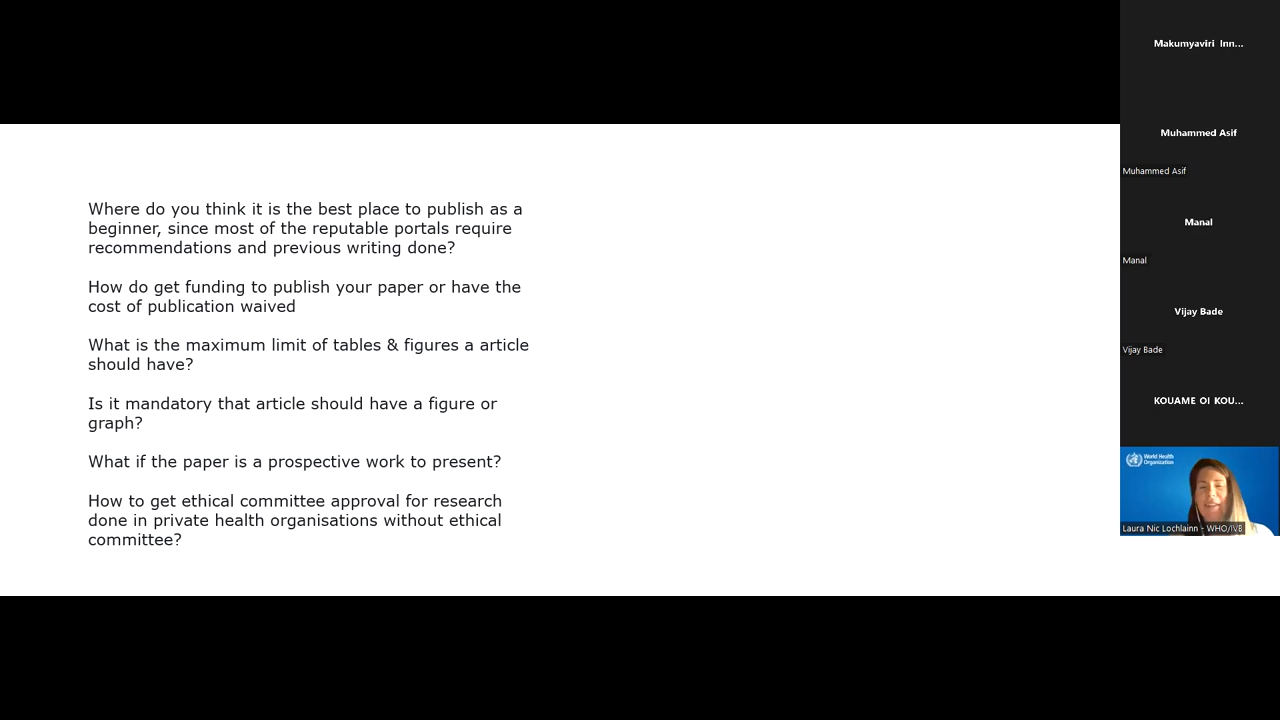 Where do you think it is the best place to publish as a
beginner, since most of the reputable portals require
recommendations and previous writing done?
How do get funding to publish your paper or have the
cost of publication waived
What is the maximum limit of tables & figures a article
should have?
Is it mandatory that article should have a figure or
graph?
What if the paper is a prospective work to present?
How to get ethical committee approval for research
done in private health organisations without ethical
committee?
Makumyaviri Inn...
Muhammed Asif
Muhammed Asif
Manal
Manal
Vijay Bade
Vijay Bade
KOUAME OI KOU...
World Health
Organization
Laura Nic Lochlainn - WHO/IVB